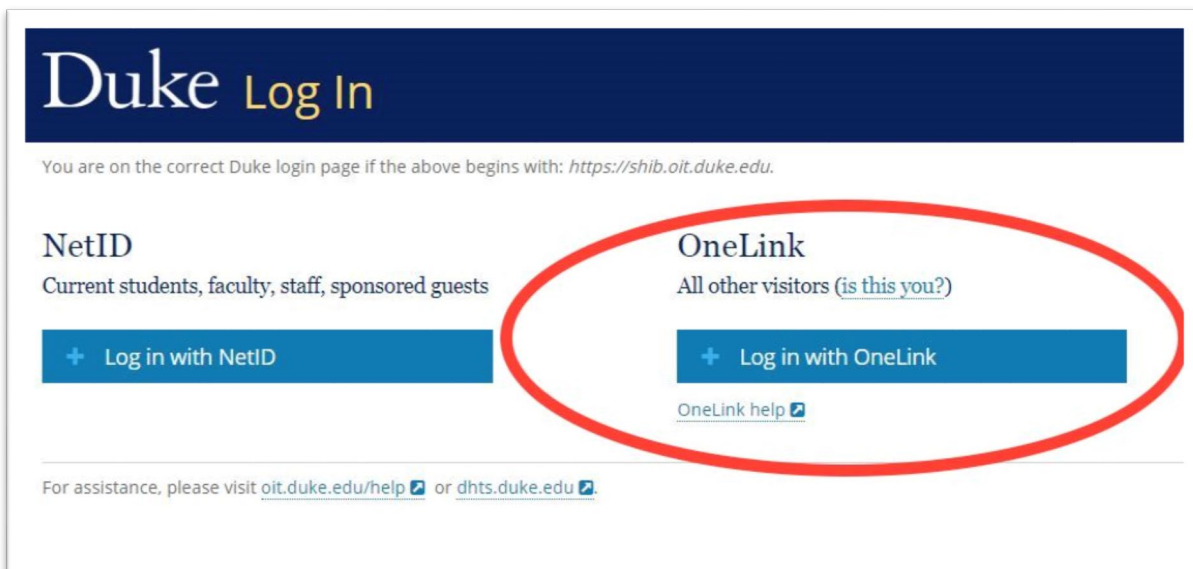 Duke Log In
You are on the correct Duke login page if the above begins with: https://shib.oit.duke.edu.
NetID
Current students, faculty, staff, sponsored guests
+ Log in with NetID
OneLink
All other visitors (is this you?)
+ Log in with OneLink
OneLink help
For assistance, please visit oit.duke.edu/help or dhts.duke.edu.